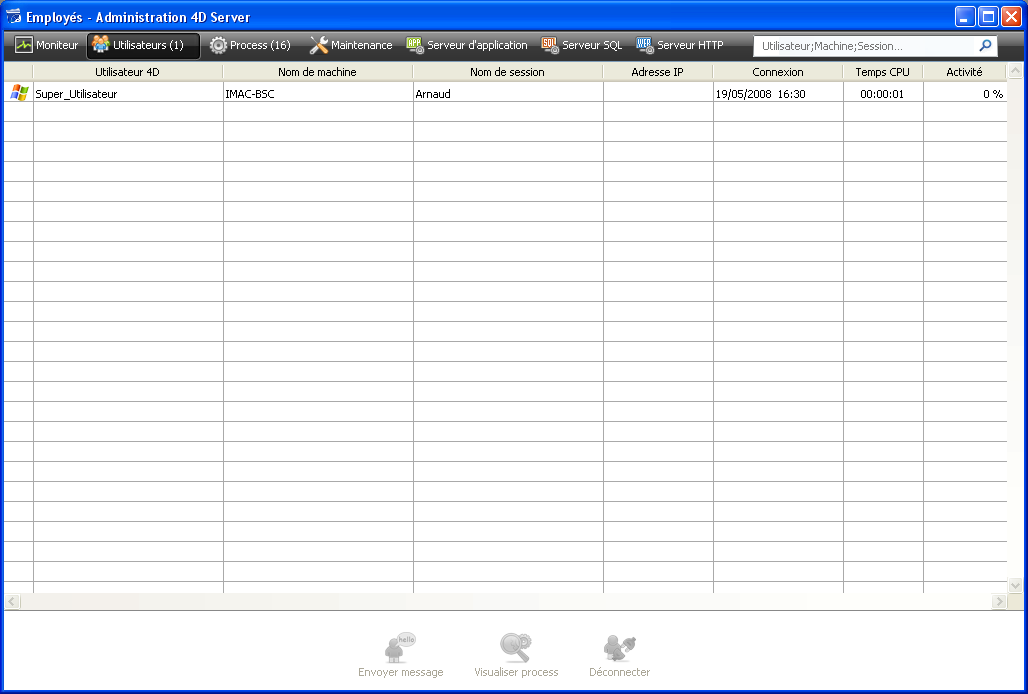 Employés - Administration 4D Server
Moniteur Utilisateurs (1) Process (16) Maintenance Serveur d'application Serveur SQL Serveur HTTP Utilisateur;Machine;Session...
Utilisateur 4D Nom de machine Nom de session Adresse IP Connexion Temps CPU Activité
Super_Utilisateur IMAC-BSC Arnaud 19/05/2008 16:30 00:00:01 0 %
hello
Envoyer message Visualiser process Déconnecter